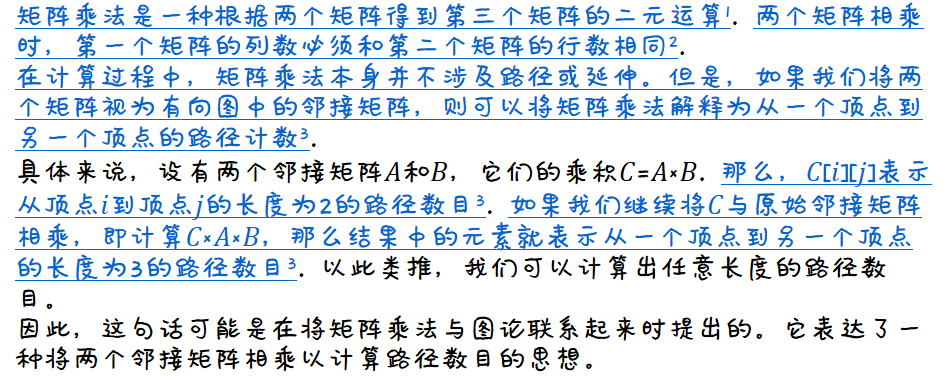 矩阵乘法是一种根据两个矩阵得到第三个矩阵的二元运算¹. 两个矩阵相乘
时, 第一个矩阵的列数必须和第二个矩阵的行数相同².
在计算过程中, 矩阵乘法本身并不涉及路径或延伸。但是, 如果我们将两
个矩阵视为有向图中的邻接矩阵, 则可以将矩阵乘法解释为从一个顶点到
另一个顶点的路径计数³.
具体来说, 设有两个邻接矩阵A和B, 它们的乘积C=A×B. 那么, C[i][j]表示
从顶点i到顶点j的长度为2的路径数目³. 如果我们继续将C与原始邻接矩阵
相乘, 即计算C×A×B, 那么结果中的元素就表示从一个顶点到另一个顶点
的长度为3的路径数目³. 以此类推, 我们可以计算出任意长度的路径数
目。
因此, 这句话可能是在将矩阵乘法与图论联系起来时提出的。它表达了一
种将两个邻接矩阵相乘以计算路径数目的思想。